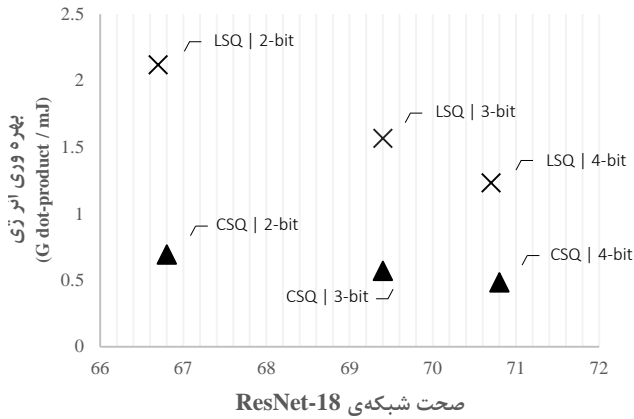 2.5
2
1.5
1
0.5
0
LSQ | 2-bit
LSQ | 3-bit
LSQ | 4-bit
CSQ | 2-bit
CSQ | 4-bit
CSQ | 3-bit
بهره وری انرژی
(G dot-product / mJ)
66 67 68 69 70 71 72
صحت شبکه‌ی ResNet-18